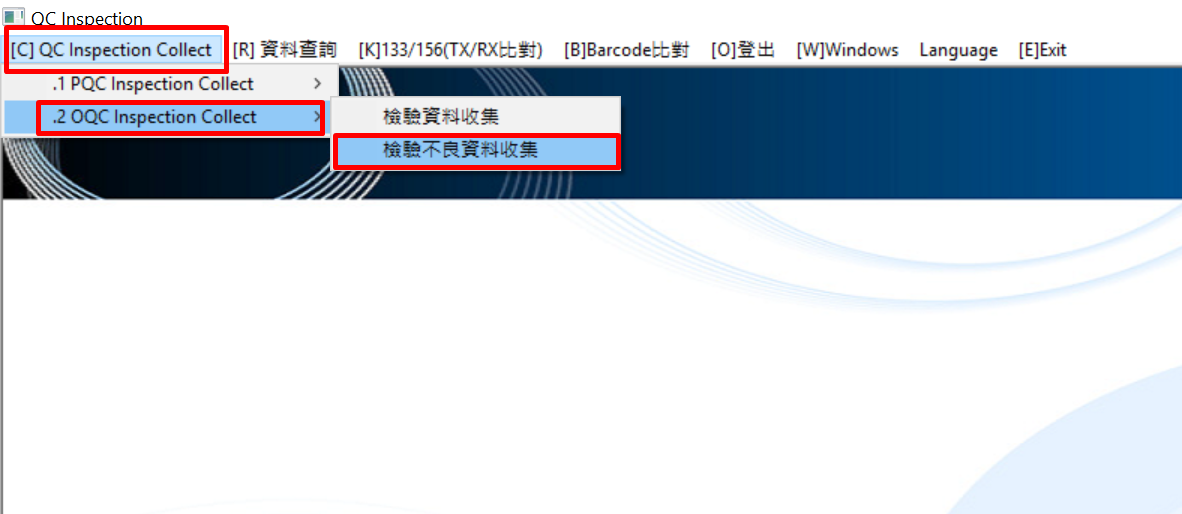 QC Inspection
[C] QC Inspection Collect [R] 資料查詢 [K]133/156(TX/RX比對) [B]Barcode比對 [O]登出 [W]Windows Language [E]Exit
.1 PQC Inspection Collect
.2 OQC Inspection Collect
檢驗資料收集
檢驗不良資料收集